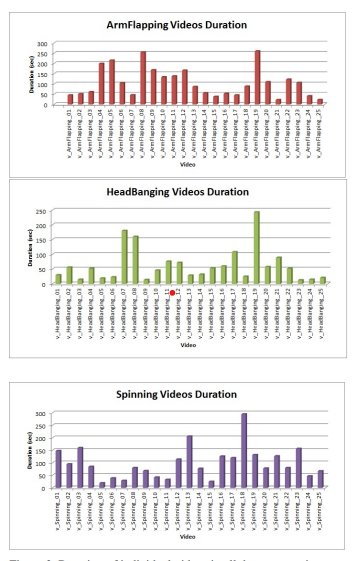 ArmFlapping Videos Duration
Duration (sec)
300
250
200
150
100
50
0
v_ArmFlapping_01
v_ArmFlapping_02
v_ArmFlapping_03
v_ArmFlapping_04
v_ArmFlapping_05
v_ArmFlapping_06
v_ArmFlapping_07
v_ArmFlapping_08
v_ArmFlapping_09
v_ArmFlapping_10
v_ArmFlapping_11
v_ArmFlapping_12
v_ArmFlapping_13
v_ArmFlapping_14
v_ArmFlapping_15
v_ArmFlapping_16
v_ArmFlapping_17
v_ArmFlapping_18
v_ArmFlapping_19
v_ArmFlapping_20
v_ArmFlapping_21
v_ArmFlapping_22
v_ArmFlapping_23
v_ArmFlapping_24
v_ArmFlapping_25
Video
HeadBanging Videos Duration
Duration (sec)
250
200
150
100
50
0
v_HeadBanging_01
v_HeadBanging_02
v_HeadBanging_03
v_HeadBanging_04
v_HeadBanging_05
v_HeadBanging_06
v_HeadBanging_07
v_HeadBanging_08
v_HeadBanging_09
v_HeadBanging_10
v_HeadBanging_11
v_HeadBanging_12
v_HeadBanging_13
v_HeadBanging_14
v_HeadBanging_15
v_HeadBanging_16
v_HeadBanging_17
v_HeadBanging_18
v_HeadBanging_19
v_HeadBanging_20
v_HeadBanging_21
v_HeadBanging_22
v_HeadBanging_23
v_HeadBanging_24
v_HeadBanging_25
Video
Spinning Videos Duration
Duration (sec)
300
250
200
150
100
50
0
v_Spinning_01
v_Spinning_02
v_Spinning_03
v_Spinning_04
v_Spinning_05
v_Spinning_06
v_Spinning_07
v_Spinning_08
v_Spinning_09
v_Spinning_10
v_Spinning_11
v_Spinning_12
v_Spinning_13
v_Spinning_14
v_Spinning_15
v_Spinning_16
v_Spinning_17
v_Spinning_18
v_Spinning_19
v_Spinning_20
v_Spinning_21
v_Spinning_22
v_Spinning_23
v_Spinning_24
v_Spinning_25
Video